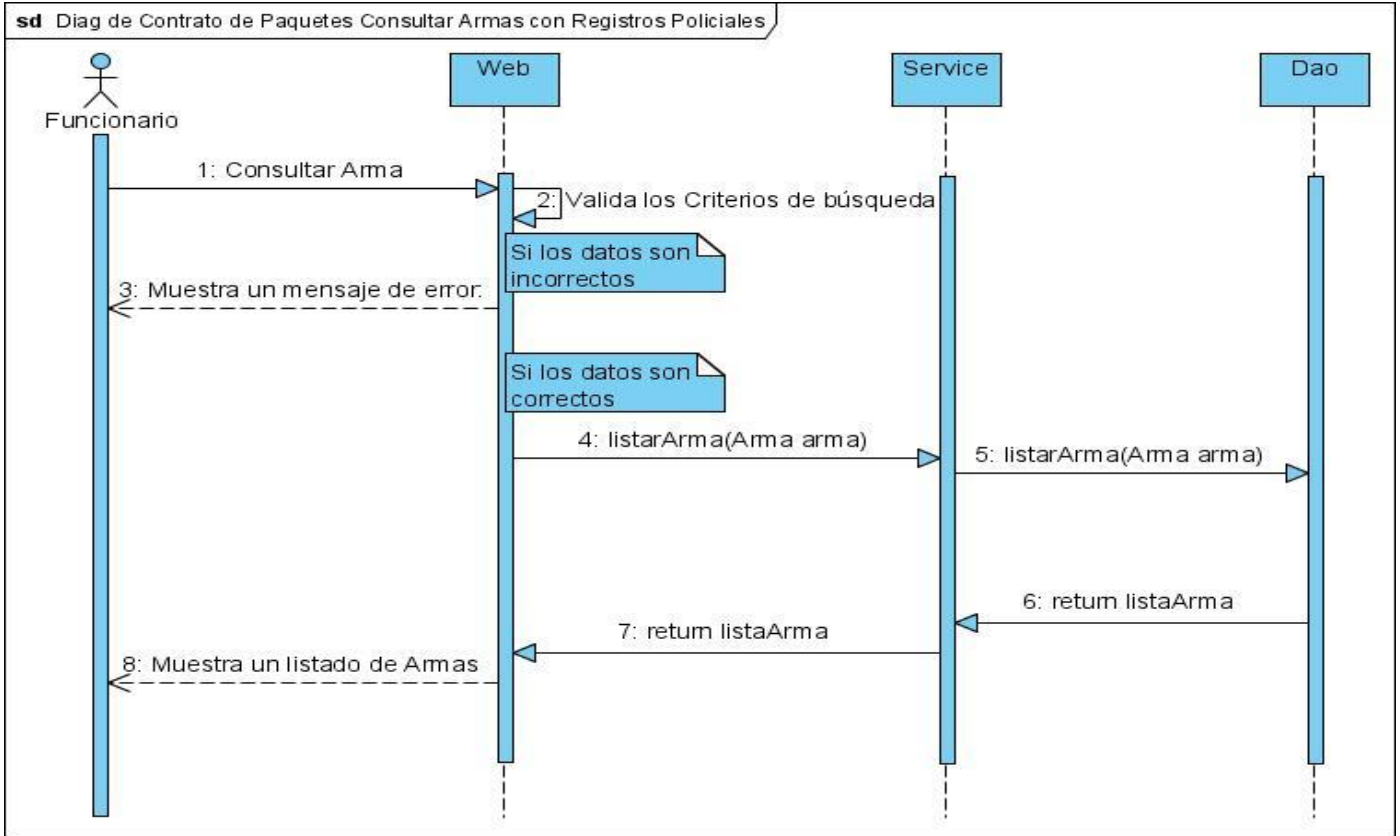 sd Diag de Contrato de Paquetes Consultar Armas con Registros Policiales
Funcionario
Web
Service
Dao
1: Consultar Arma
2: Valida los Criterios de búsqueda
Si los datos son
incorrectos
3: Muestra un mensaje de error.
Si los datos son
correctos
4: listarArma(Arma arma)
5: listarArma(Arma arma)
6: return listaArma
7: return listaArma
8: Muestra un listado de Armas